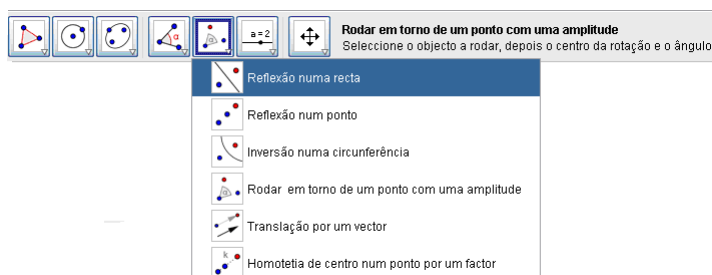 a=2
Rodar em torno de um ponto com uma amplitude
Seleccione o objecto a rodar, depois o centro da rotação e o ângulo
α
Reflexão numa recta
Reflexão num ponto
Inversão numa circunferência
Rodar em torno de um ponto com uma amplitude
Translação por um vector
k
Homotetia de centro num ponto por um factor